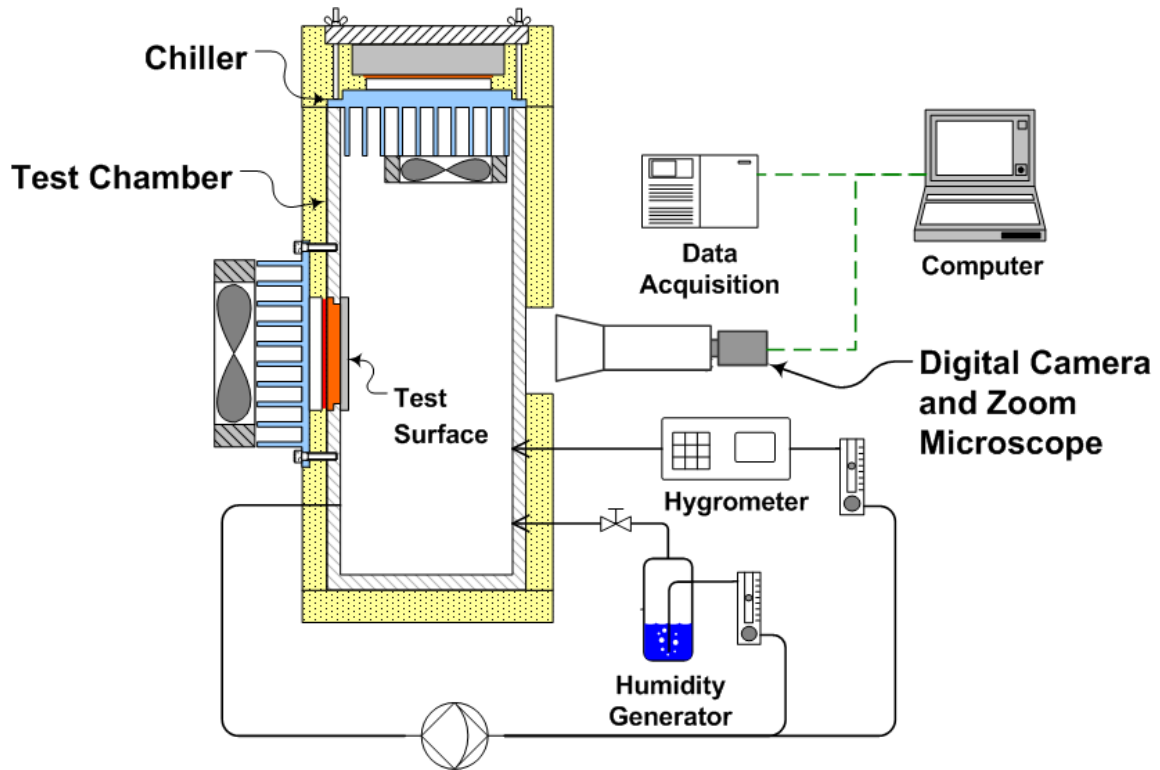 Chiller
Test Chamber
Test
Surface
Data
Acquisition
Computer
Digital Camera
and Zoom
Microscope
Hygrometer
Humidity
Generator